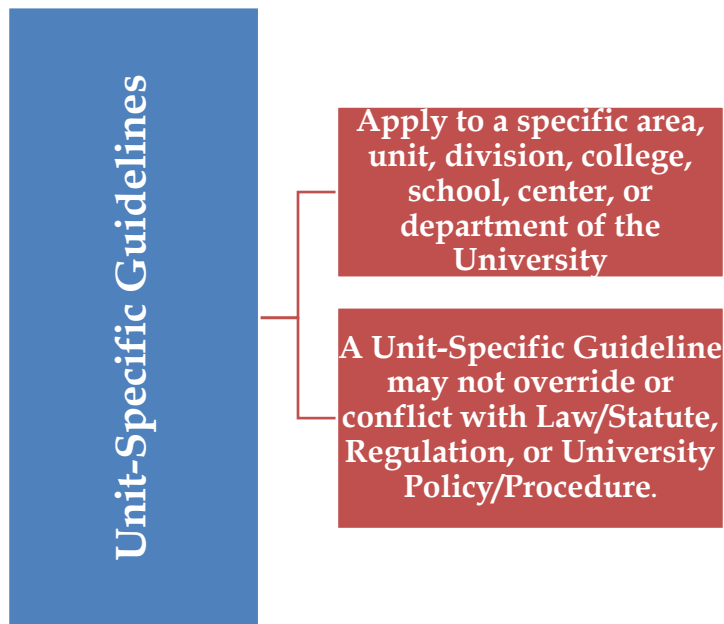 Unit-Specific Guidelines
Apply to a specific area,
unit, division, college,
school, center, or
department of the
University
A Unit-Specific Guideline
may not override or
conflict with Law/Statute,
Regulation, or University
Policy/Procedure.